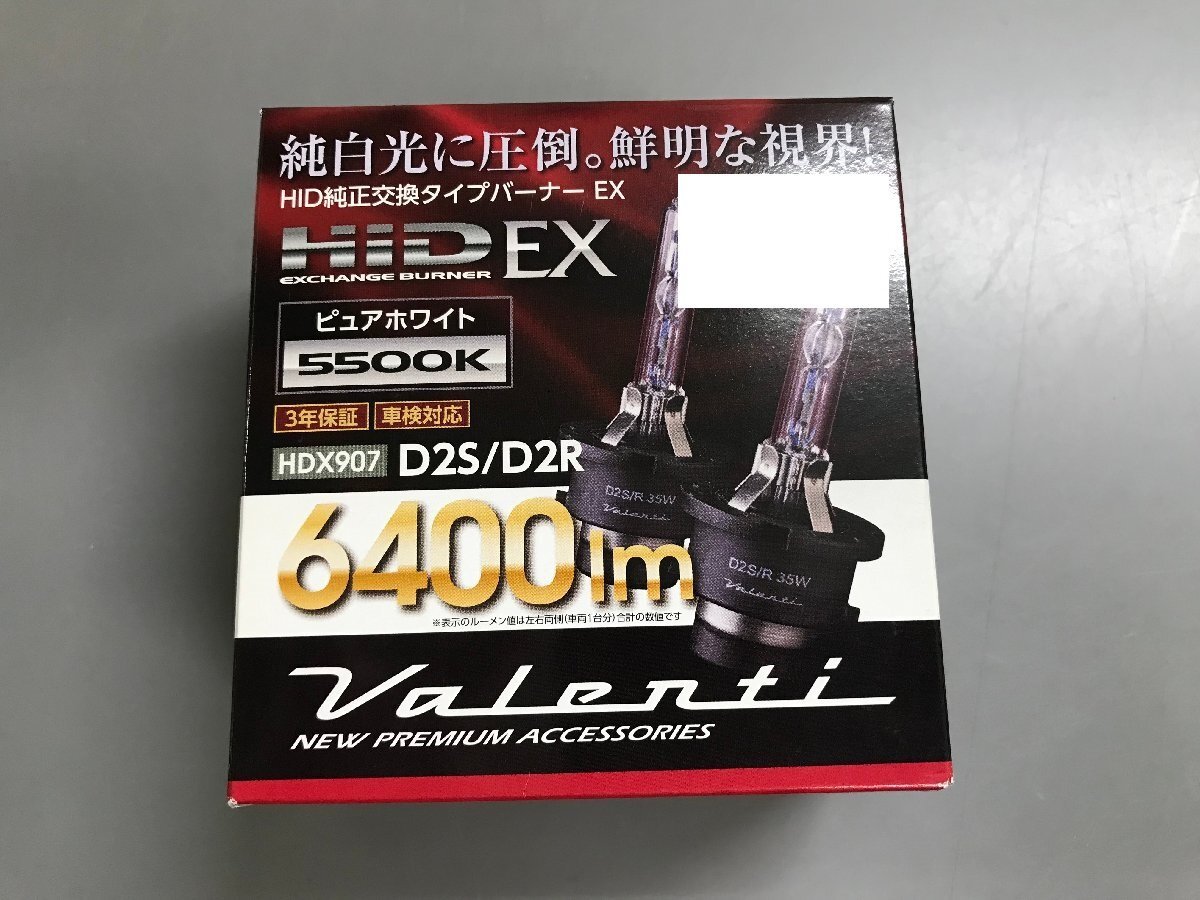 純白光に圧倒。鮮明な視界!
HID純正交換タイプバーナー EX
HID EX
EXCHANGE BURNER
ピュアホワイト
5500K
3年保証 車検対応
HDX907 D2S/D2R
D2S/R 35W
Valenti
D2S/R 35W
Valenti
6400lm
※表示のルーメン値は左右両側(車両1台分)合計の数値です
Valenti
NEW PREMIUM ACCESSORIES